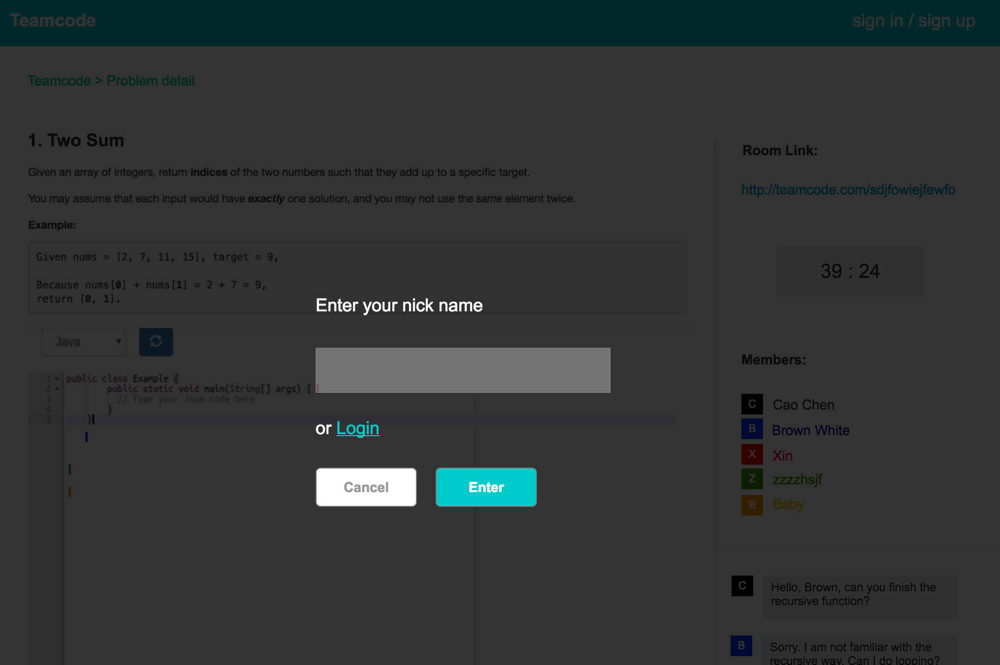 Teamcode
sign in / sign up
Teamcode > Problem detail
1. Two Sum
Given an array of integers, return indices of the two numbers such that they add up to a specific target.
You may assume that each input would have exactly one solution, and you may not use the same element twice.
Example:
Given nums = [2, 7, 11, 15], target = 9,
Because nums[0] + nums[1] = 2 + 7 = 9,
return [0, 1].
Java
1 public class Example {
2 public static void main(String[] args) {
3 // Type your Java code here
4 }
5 }
Enter your nick name
or Login
Cancel
Enter
Room Link:
http://teamcode.com/sdjfowiejfewfo
39 : 24
Members:
C Cao Chen
B Brown White
X Xin
Z zzzzhsjf
B Baby
C
Hello, Brown, can you finish the
recursive function?
B
Sorry. I am not familiar with the
recursive way. Can I do looping?